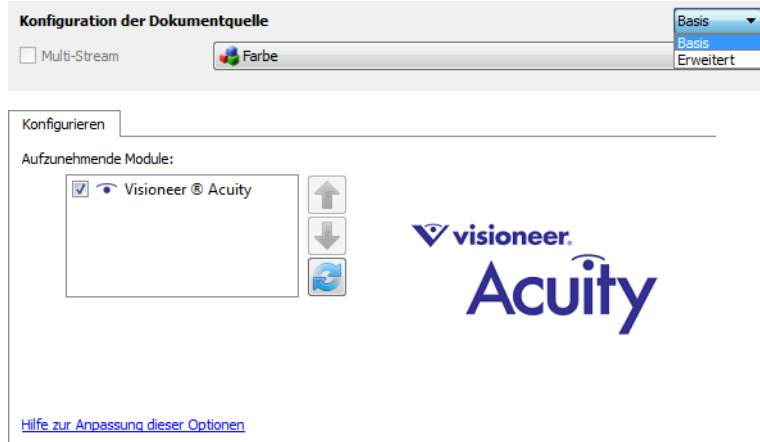 Konfiguration der Dokumentquelle
Basis
Basis
Erweitert
Multi-Stream
Farbe
Konfigurieren
Aufzunehmende Module:
Visioneer ® Acuity
visioneer.
Acuity
Hilfe zur Anpassung dieser Optionen